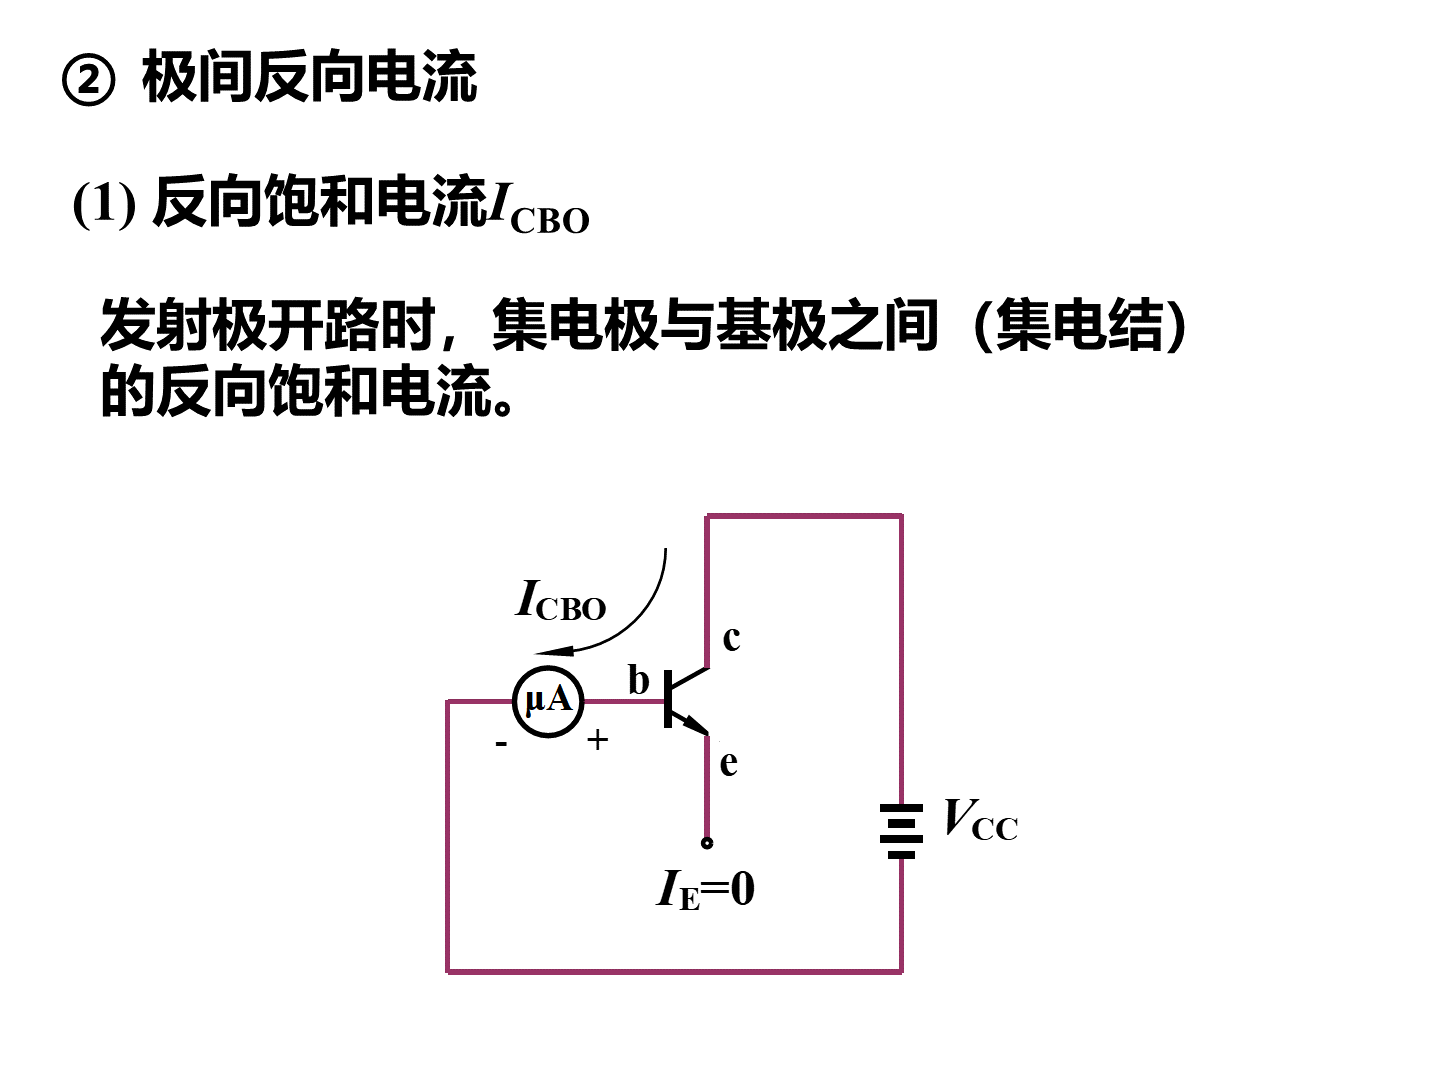 ② 极间反向电流
(1) 反向饱和电流ICBO
发射极开路时，集电极与基极之间（集电结）
的反向饱和电流。
ICBO
c
b
μA
- +
e
VCC
IE=0